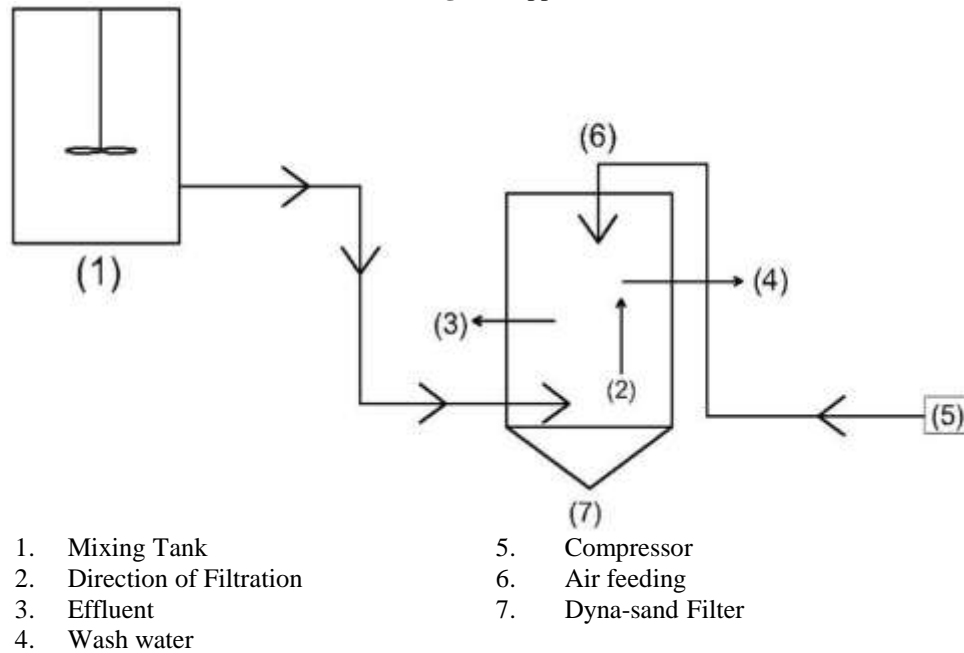 (6)
(1)
(4)
(3)
(2)
(5)
(7)
1. Mixing Tank
2. Direction of Filtration
3. Effluent
4. Wash water
5. Compressor
6. Air feeding
7. Dyna-sand Filter